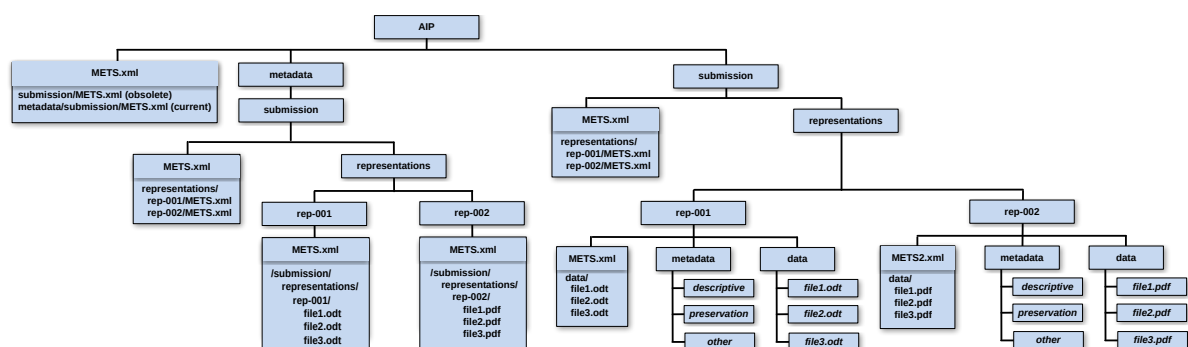 AIP
METS.xml
submission/METS.xml (obsolete)
metadata/submission/METS.xml (current)
metadata
submission
METS.xml
representations/
rep-001/METS.xml
rep-002/METS.xml
representations
rep-001
METS.xml
/submission/
representations/
rep-001/
file1.odt
file2.odt
file3.odt
rep-002
METS.xml
/submission/
representations/
rep-002/
file1.pdf
file2.pdf
file3.pdf
submission
METS.xml
representations/
rep-001/METS.xml
rep-002/METS.xml
representations
rep-001
METS.xml
data/
file1.odt
file2.odt
file3.odt
metadata
descriptive
preservation
other
data
file1.odt
file2.odt
file3.odt
rep-002
METS2.xml
data/
file1.pdf
file2.pdf
file3.pdf
metadata
descriptive
preservation
other
data
file1.pdf
file2.pdf
file3.pdf